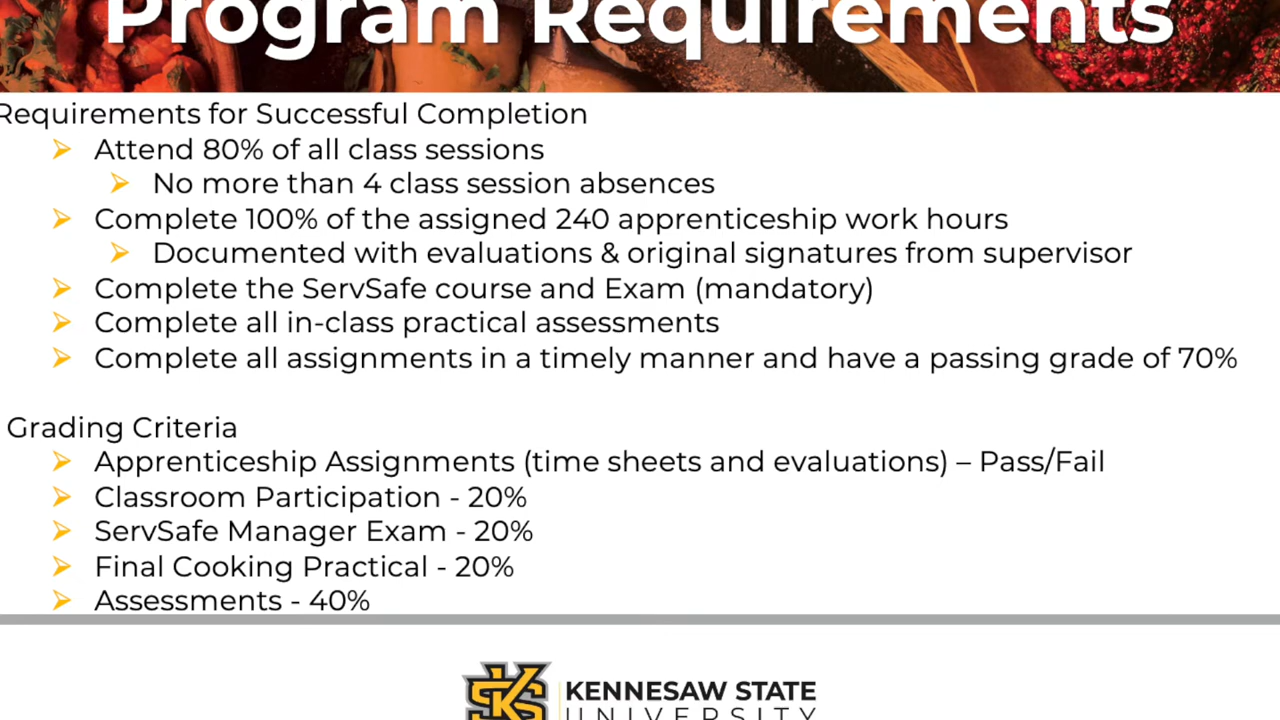 Program Requirements
Requirements for Successful Completion
Attend 80% of all class sessions
No more than 4 class session absences
Complete 100% of the assigned 240 apprenticeship work hours
Documented with evaluations & original signatures from supervisor
Complete the ServSafe course and Exam (mandatory)
Complete all in-class practical assessments
Complete all assignments in a timely manner and have a passing grade of 70%
Grading Criteria
Apprenticeship Assignments (time sheets and evaluations) – Pass/Fail
Classroom Participation - 20%
ServSafe Manager Exam - 20%
Final Cooking Practical - 20%
Assessments - 40%
KS
KENNESAW STATE
UNIVERSITY